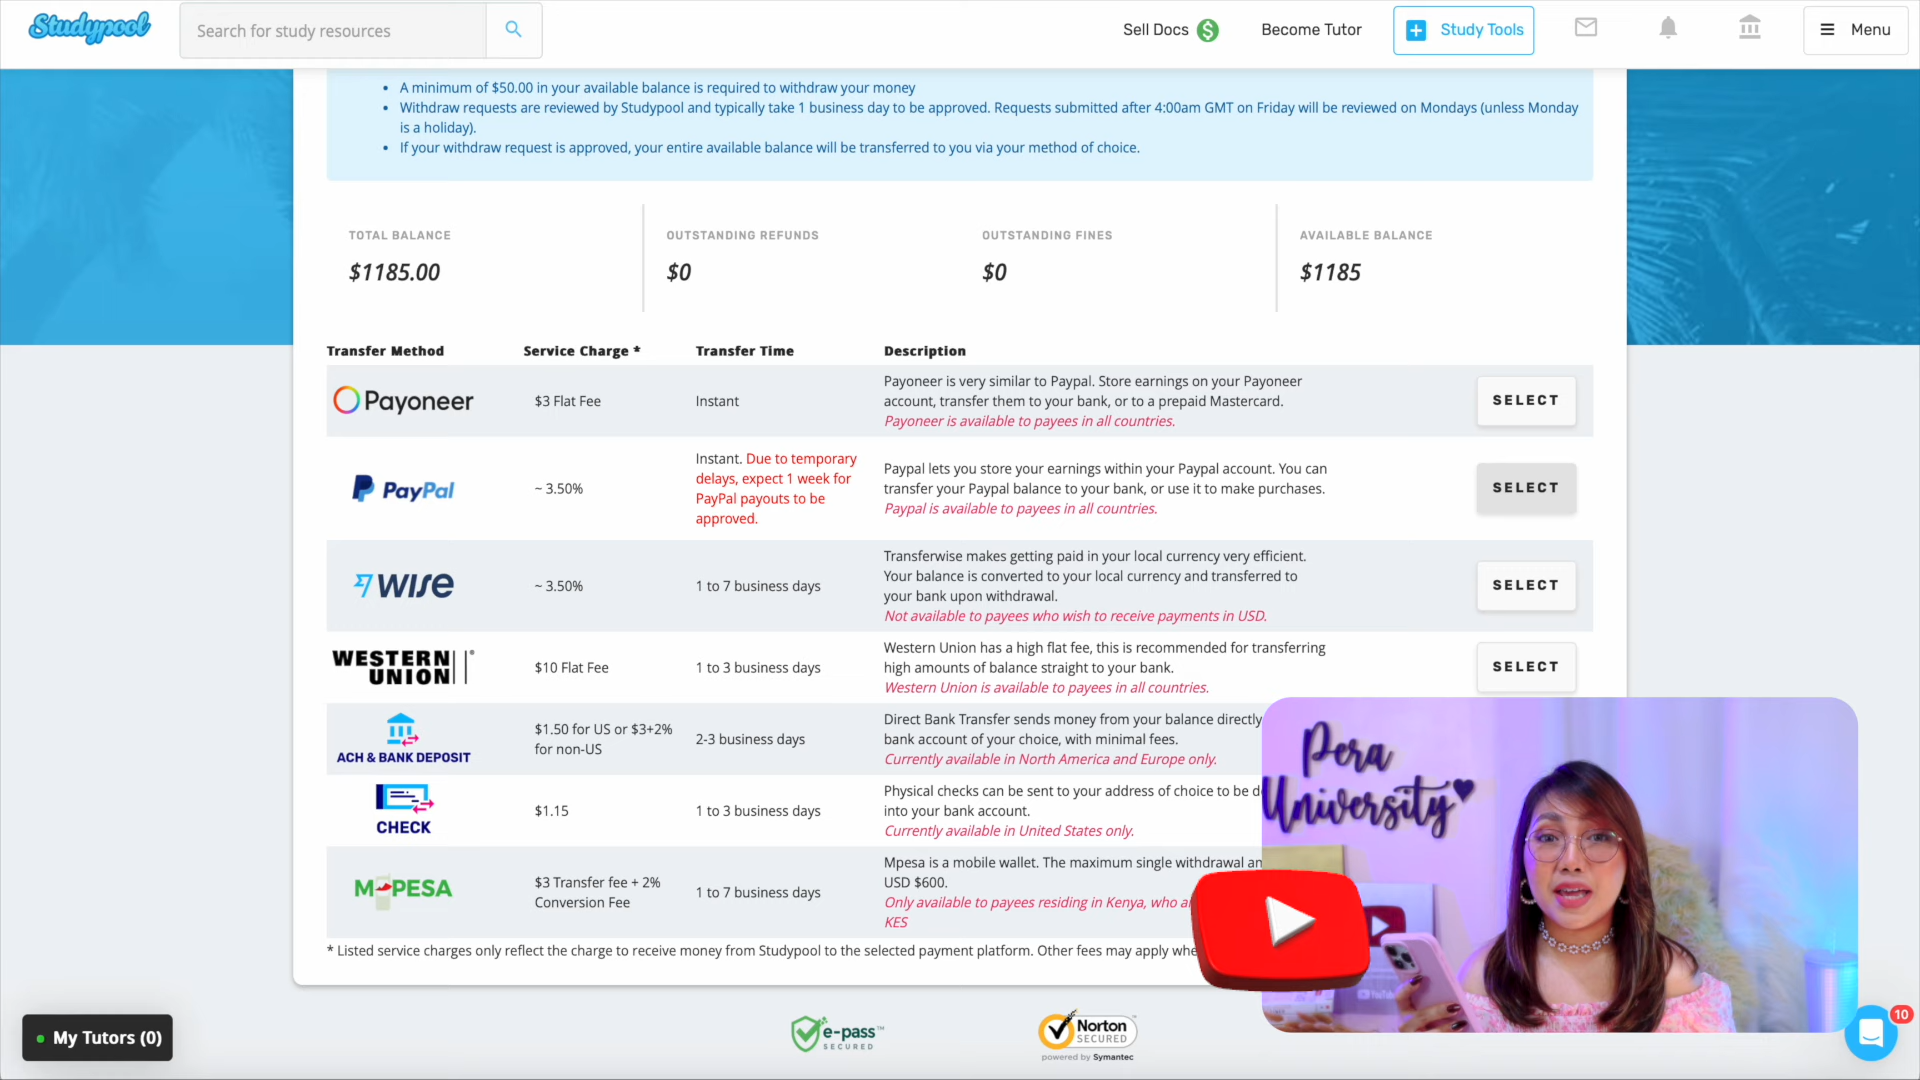 Studypool
Search for study resources
Sell Docs $
Become Tutor
Study Tools
Menu
A minimum of $50.00 in your available balance is required to withdraw your money
Withdraw requests are reviewed by Studypool and typically take 1 business day to be approved. Requests submitted after 4:00am GMT on Friday will be reviewed on Mondays (unless Monday
is a holiday).
If your withdraw request is approved, your entire available balance will be transferred to you via your method of choice.
TOTAL BALANCE
$1185.00
OUTSTANDING REFUNDS
$0
OUTSTANDING FINES
$0
AVAILABLE BALANCE
$1185
Transfer Method
Service Charge *
Transfer Time
Description
Payoneer
$3 Flat Fee
Instant
Payoneer is very similar to Paypal. Store earnings on your Payoneer
account, transfer them to your bank, or to a prepaid Mastercard.
Payoneer is available to payees in all countries.
SELECT
PayPal
~ 3.50%
Instant. Due to temporary
delays, expect 1 week for
PayPal payouts to be
approved.
Paypal lets you store your earnings within your Paypal account. You can
transfer your Paypal balance to your bank, or use it to make purchases.
Paypal is available to payees in all countries.
SELECT
WISE
~ 3.50%
1 to 7 business days
Transferwise makes getting paid in your local currency very efficient.
Your balance is converted to your local currency and transferred to
your bank upon withdrawal.
Not available to payees who wish to receive payments in USD.
SELECT
WESTERN
UNION
$10 Flat Fee
1 to 3 business days
Western Union has a high flat fee, this is recommended for transferring
high amounts of balance straight to your bank.
Western Union is available to payees in all countries.
SELECT
ACH & BANK DEPOSIT
$1.50 for US or $3+2%
for non-US
2-3 business days
Direct Bank Transfer sends money from your balance directly
bank account of your choice, with minimal fees.
Currently available in North America and Europe only.
CHECK
$1.15
1 to 3 business days
Physical checks can be sent to your address of choice to be d
into your bank account.
Currently available in United States only.
M-PESA
$3 Transfer fee + 2%
Conversion Fee
1 to 7 business days
Mpesa is a mobile wallet. The maximum single withdrawal
USD $600.
Only available to payees residing in Kenya, who
KES
* Listed service charges only reflect the charge to receive money from Studypool to the selected payment platform. Other fees may apply
Pera
University
My Tutors (0)
e-pass™
SECURED
Norton
SECURED
powered by Symantec
10